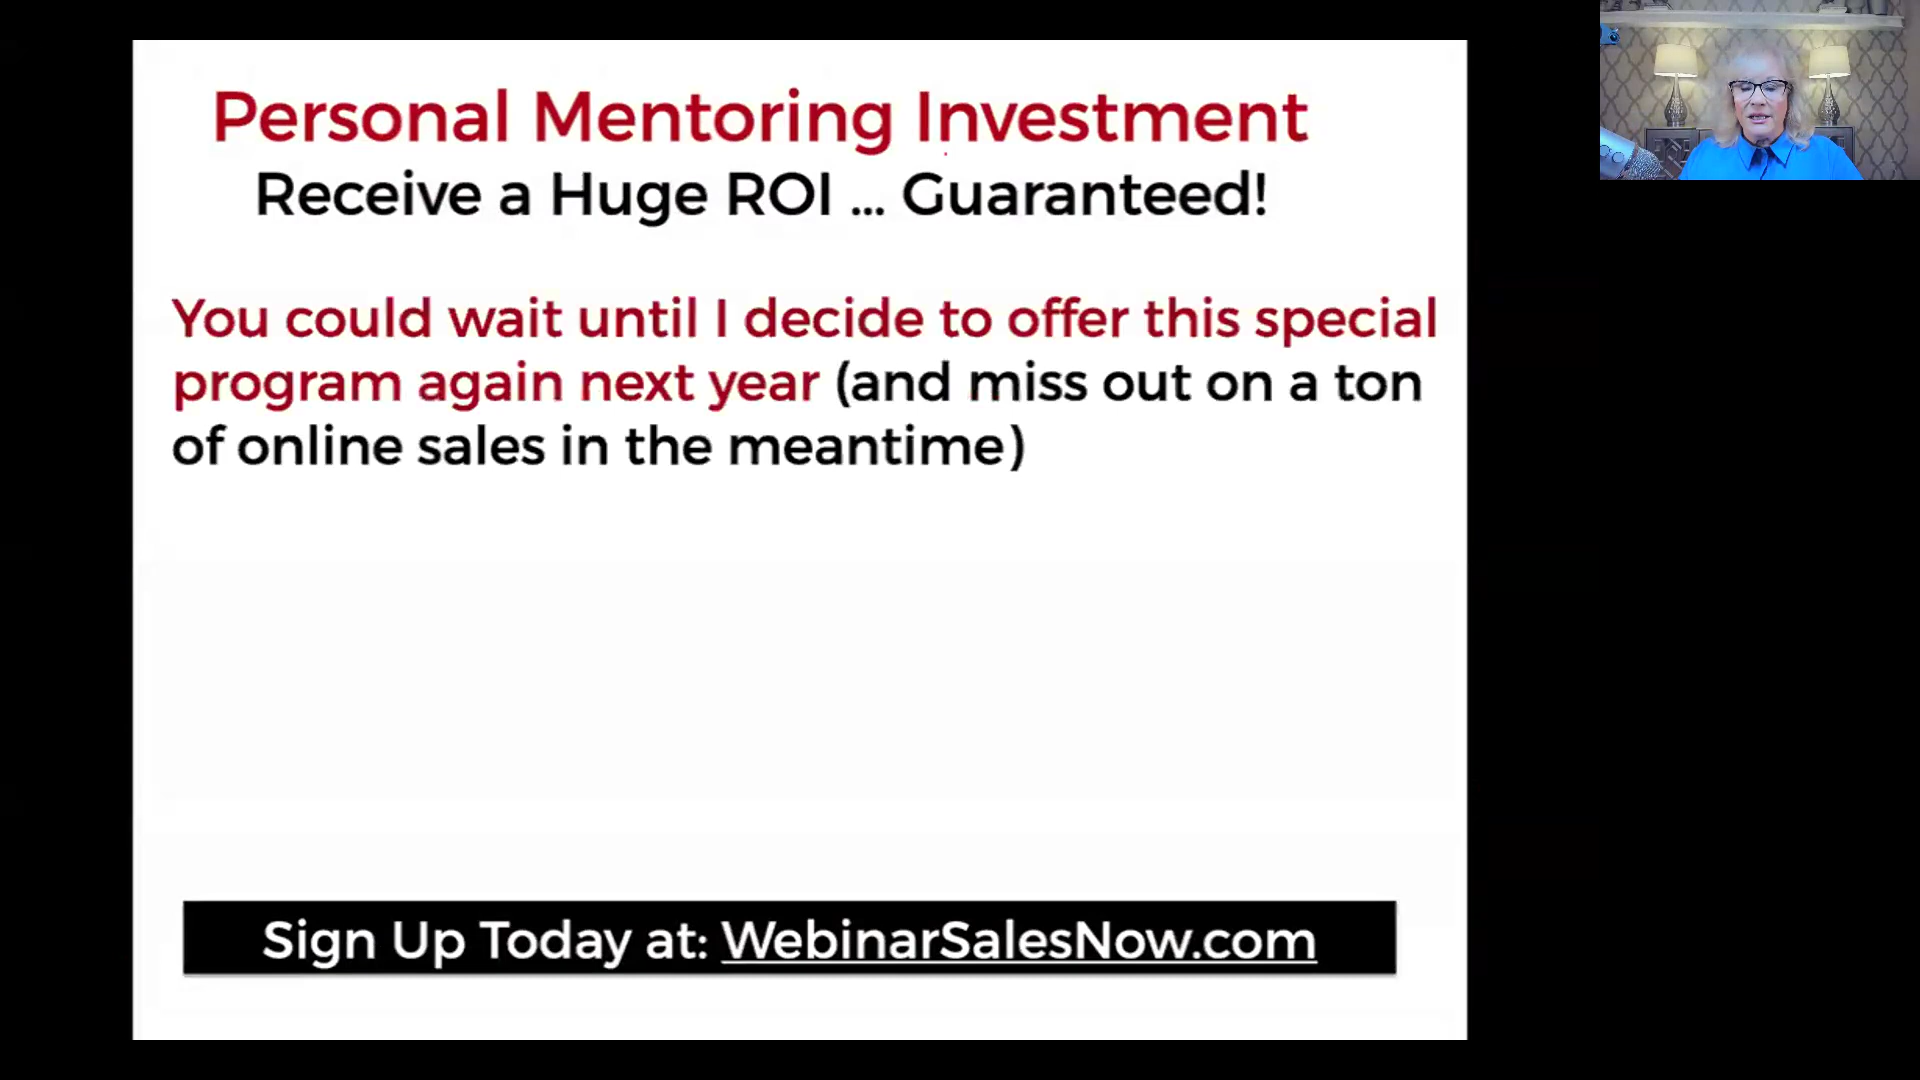 Personal Mentoring Investment
Receive a Huge ROI ... Guaranteed!
You could wait until I decide to offer this special
program again next year (and miss out on a ton
of online sales in the meantime)
Sign Up Today at: WebinarSalesNow.com